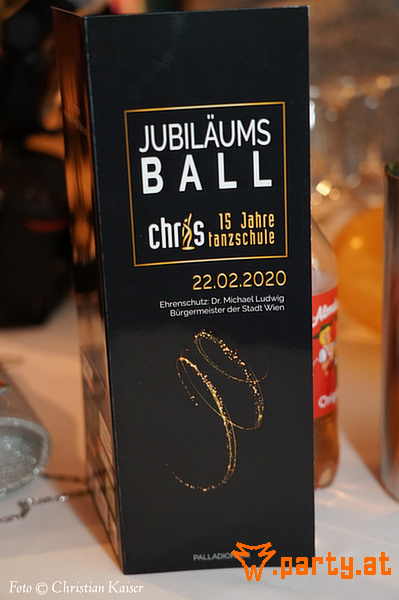 JUBILÄUMS
BALL
chris 15 Jahre
tanzschule
22.02.2020
Ehrenschutz: Dr. Michael Ludwig
Bürgermeister der Stadt Wien
w.party.at
Foto © Christian Kaiser